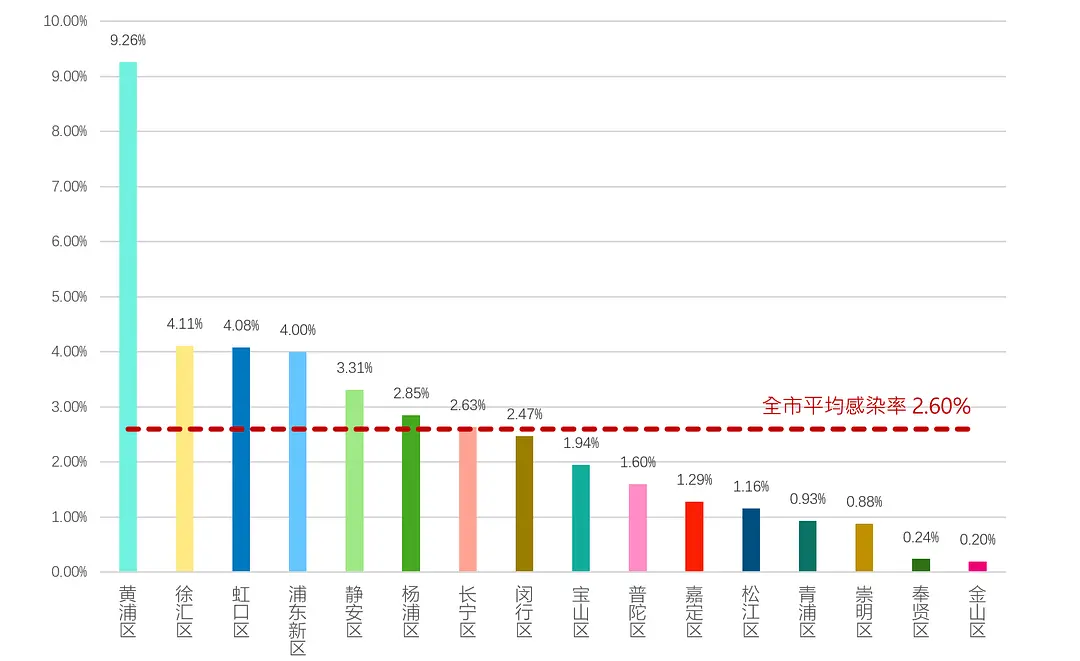 10.00%
9.00%
8.00%
7.00%
6.00%
5.00%
4.00%
3.00%
2.00%
1.00%
0.00%
9.26%
4.11%
4.08%
4.00%
3.31%
2.85%
2.63%
2.47%
1.94%
1.60%
1.29%
1.16%
0.93%
0.88%
0.24%
0.20%
全市平均感染率 2.60%
黄浦区
徐汇区
虹口区
浦东新区
静安区
杨浦区
长宁区
闵行区
宝山区
普陀区
嘉定区
松江区
青浦区
崇明区
奉贤区
金山区